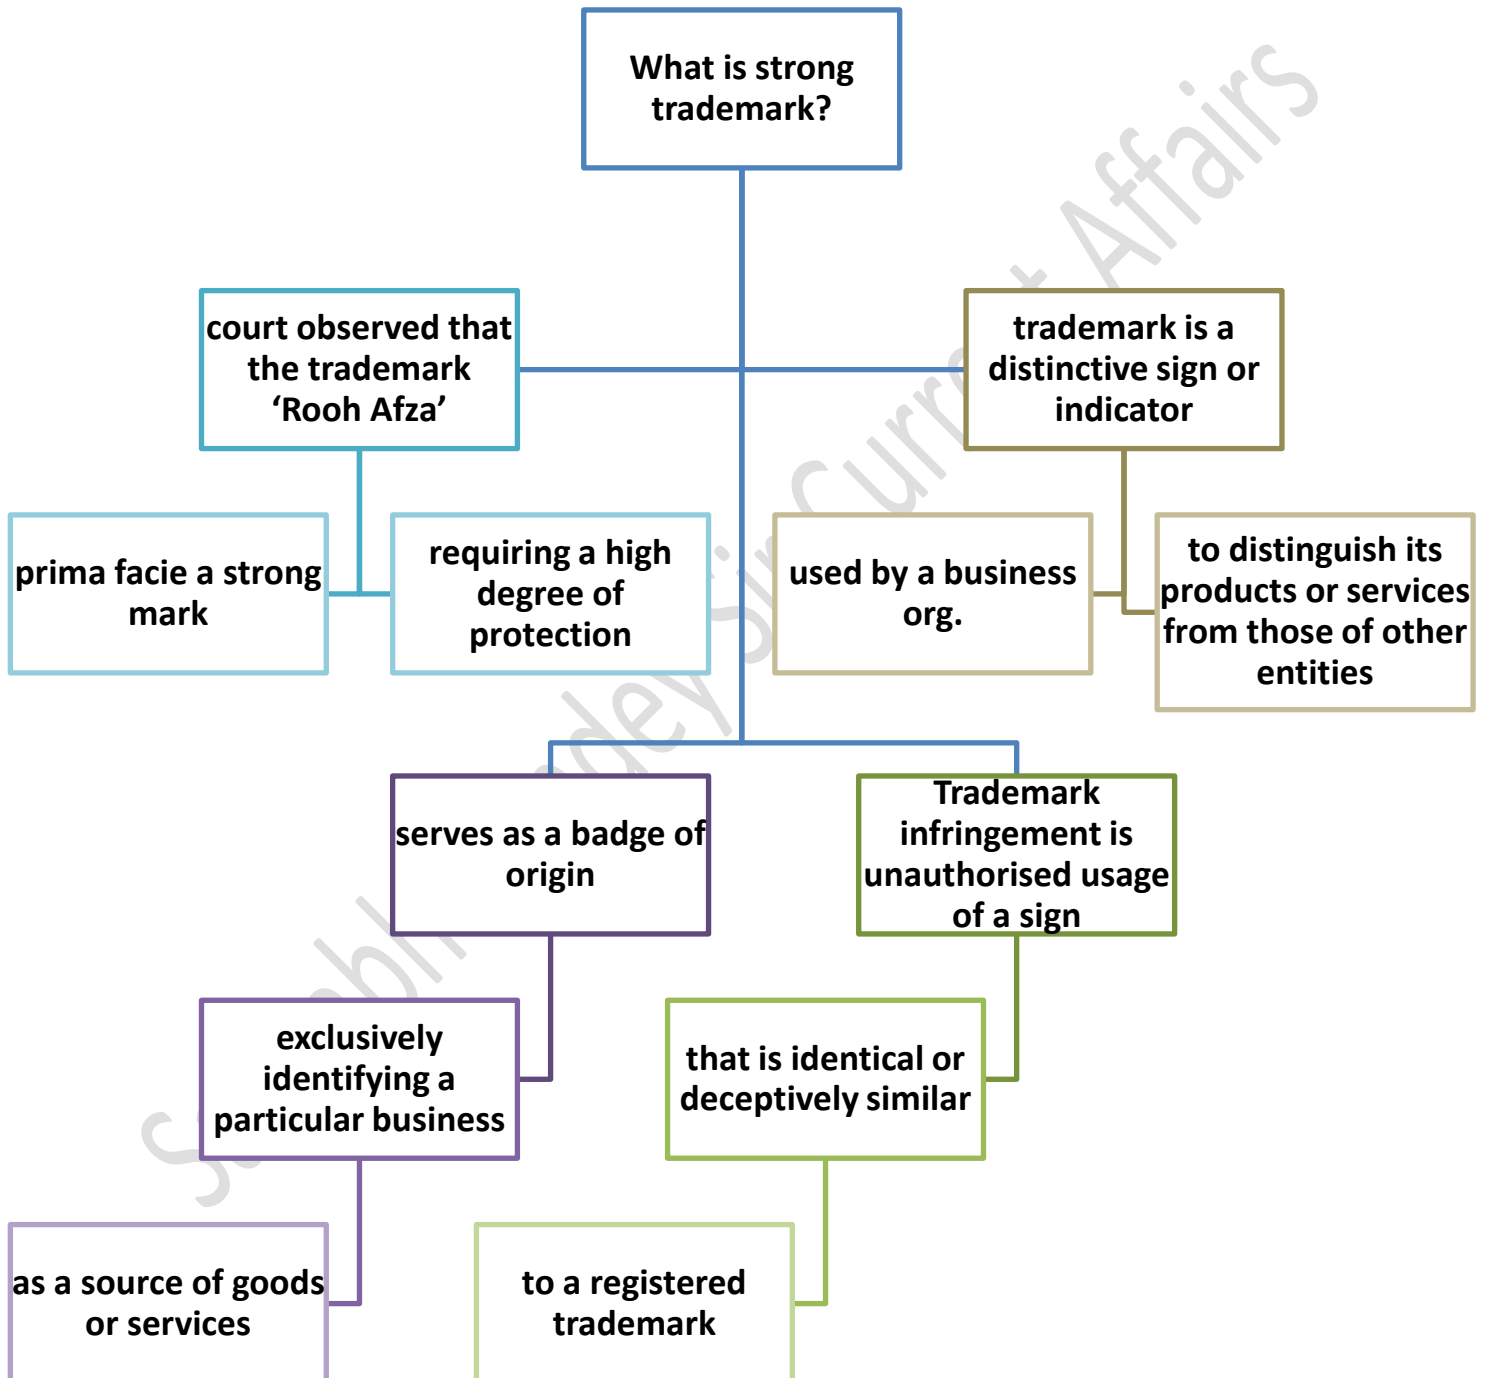 What is strong
trademark?
court observed that
the trademark
‘Rooh Afza’
trademark is a
distinctive sign or
indicator
prima facie a strong
mark
requiring a high
degree of
protection
used by a business
org.
to distinguish its
products or services
from those of other
entities
serves as a badge of
origin
Trademark
infringement is
unauthorised usage
of a sign
exclusively
identifying a
particular business
that is identical or
deceptively similar
as a source of goods
or services
to a registered
trademark
Sir Current Affairs